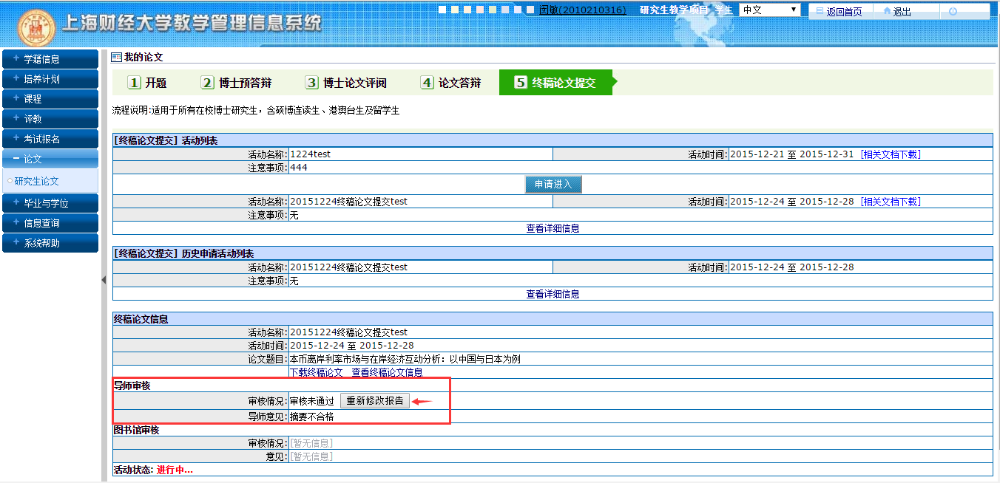 上海财经大学教学管理信息系统
闵敏(2010210316) 研究生教学项目 学生 中文 返回首页 退出
学籍信息
培养计划
课程
评教
考试报名
论文
研究生论文
毕业与学位
信息查询
系统帮助
我的论文
1 开题 2 博士预答辩 3 博士论文评阅 4 论文答辩 5 终稿论文提交
流程说明:适用于所有在校博士研究生，含硕博连读生、港澳台生及留学生
[终稿论文提交] 活动列表
活动名称: 1224test 活动时间: 2015-12-21 至 2015-12-31 [相关文档下载]
注意事项: 444
申请进入
活动名称: 20151224终稿论文提交test 活动时间: 2015-12-24 至 2015-12-28 [相关文档下载]
注意事项: 无
查看详细信息
[终稿论文提交] 历史申请活动列表
活动名称: 20151224终稿论文提交test 活动时间: 2015-12-24 至 2015-12-28
注意事项: 无
查看详细信息
终稿论文信息
活动名称: 20151224终稿论文提交test
活动时间: 2015-12-24 至 2015-12-28
论文题目: 本币离岸利率市场与在岸经济互动分析：以中国与日本为例
下载终稿论文 查看终稿论文信息
导师审核
审核情况: 审核未通过 重新修改报告
导师意见: 摘要不合格
图书馆审核
审核情况: [暂无信息]
意见: [暂无信息]
活动状态: 进行中...